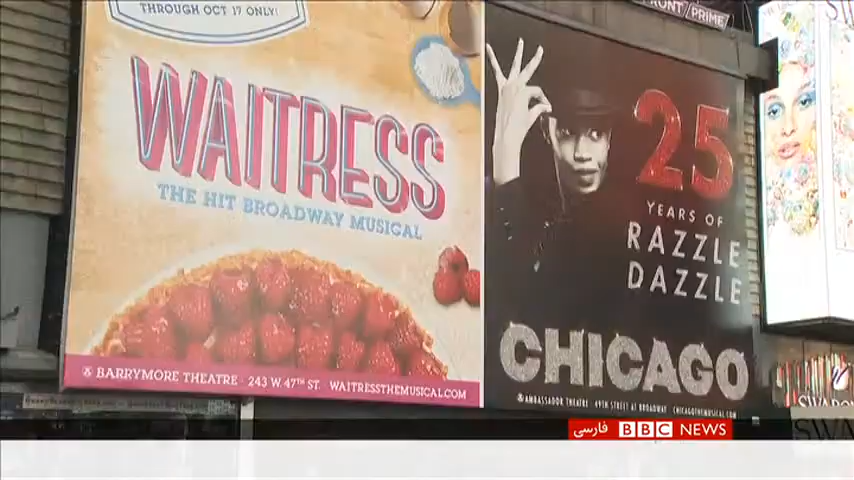 THROUGH OCT 17 ONLY!
WAITRESS
THE HIT BROADWAY MUSICAL
BARRYMORE THEATRE · 243 W. 47TH ST. · WAITRESSTHEMUSICAL.COM
PRIME
25
YEARS OF
RAZZLE
DAZZLE
CHICAGO
AMBASSADOR THEATRE · 49TH STREET AT BROADWAY CHICAGOTHEMUSICAL.COM
فارسی BBC NEWS